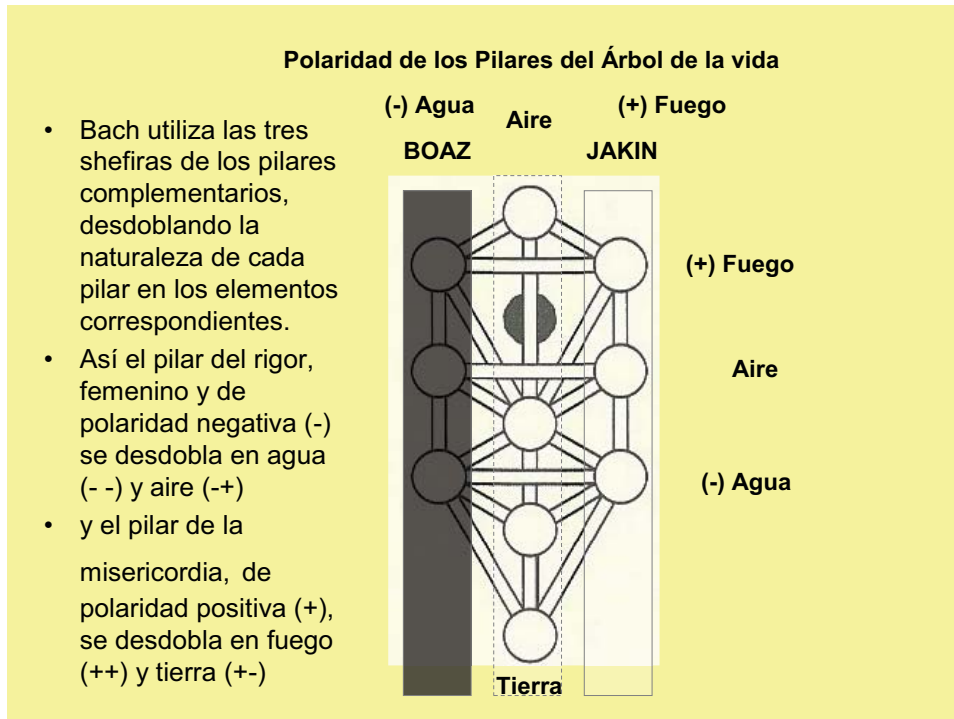 Polaridad de los Pilares del Árbol de la vida
• Bach utiliza las tres
shefiras de los pilares
complementarios,
desdoblando la
naturaleza de cada
pilar en los elementos
correspondientes.
• Así el pilar del rigor,
femenino y de
polaridad negativa (-)
se desdobla en agua
(- -) y aire (-+)
• y el pilar de la
misericordia, de
polaridad positiva (+),
se desdobla en fuego
(++) y tierra (+-)
(-) Agua
Aire
(+) Fuego
BOAZ
JAKIN
(+) Fuego
Aire
(-) Agua
Tierra